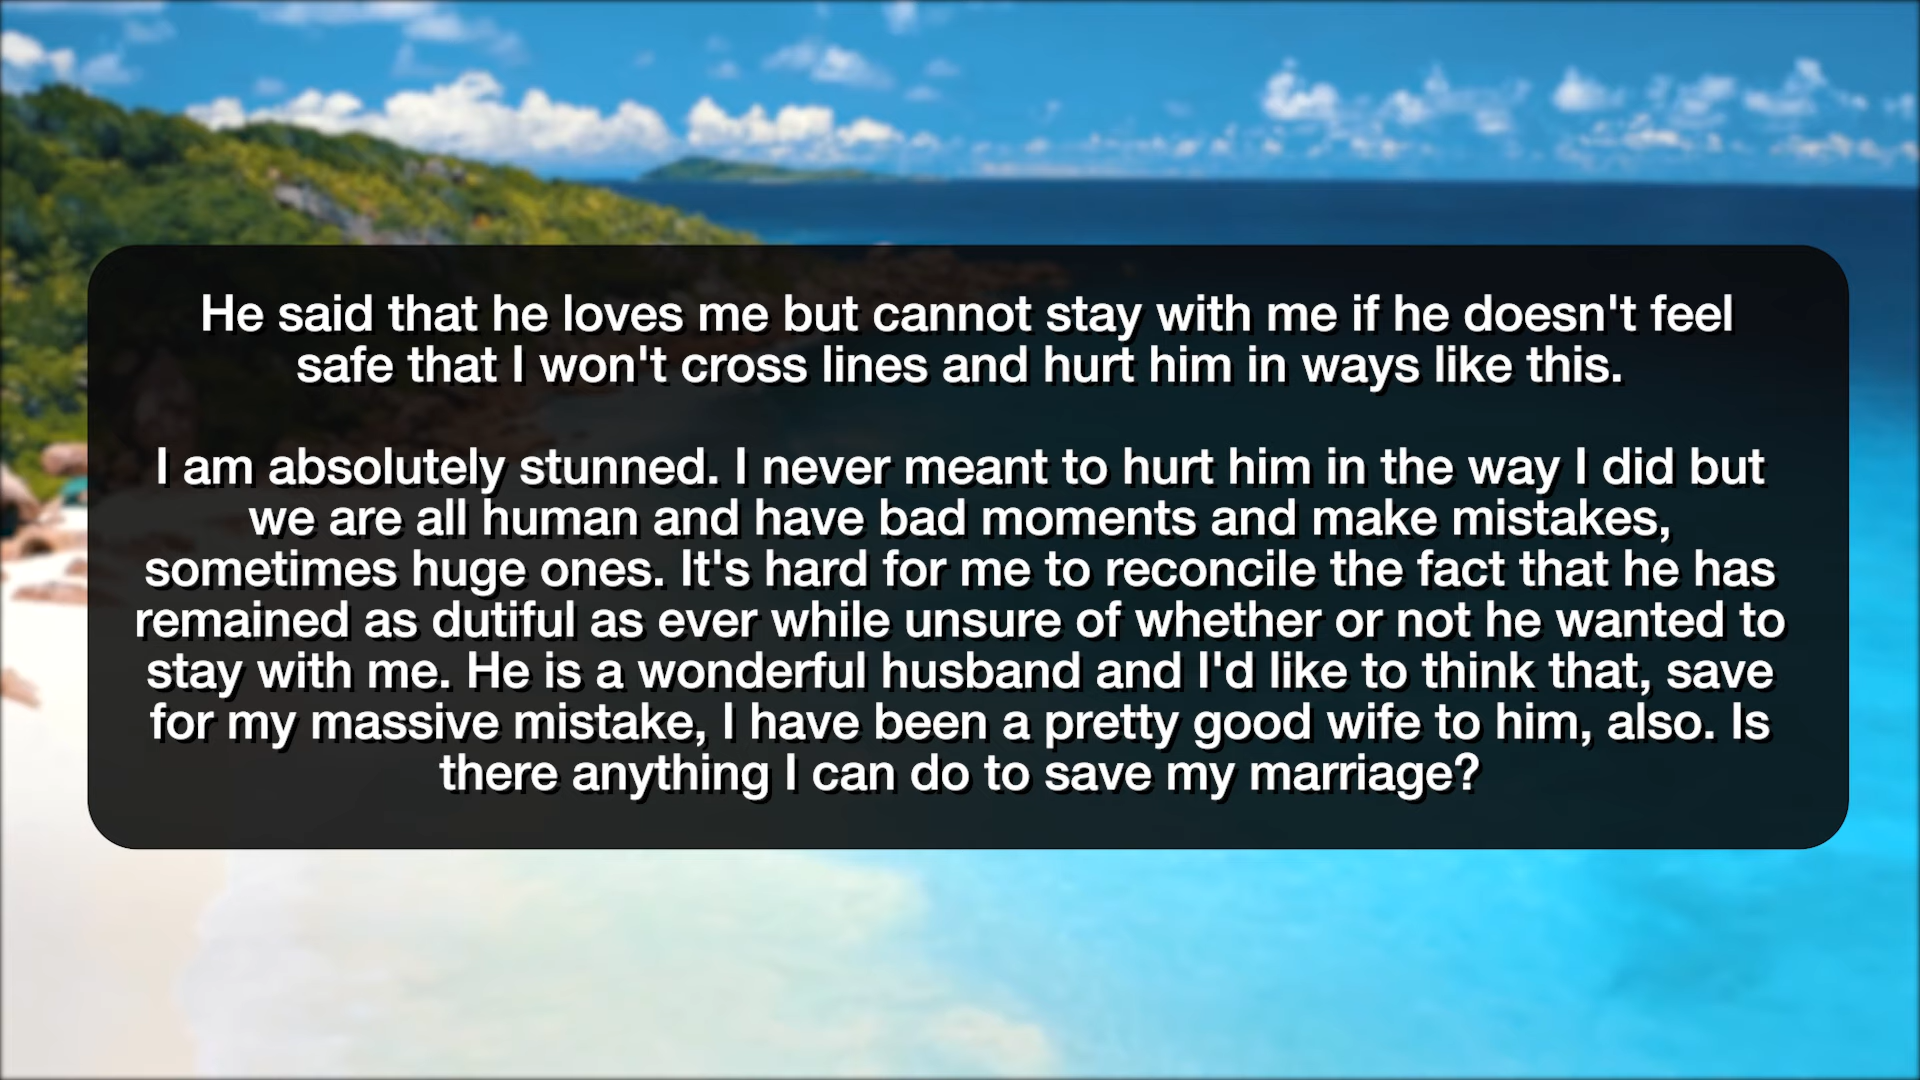 He said that he loves me but cannot stay with me if he doesn't feel
safe that I won't cross lines and hurt him in ways like this.
I am absolutely stunned. I never meant to hurt him in the way I did but
we are all human and have bad moments and make mistakes,
sometimes huge ones. It's hard for me to reconcile the fact that he has
remained as dutiful as ever while unsure of whether or not he wanted to
stay with me. He is a wonderful husband and I'd like to think that, save
for my massive mistake, I have been a pretty good wife to him, also. Is
there anything I can do to save my marriage?